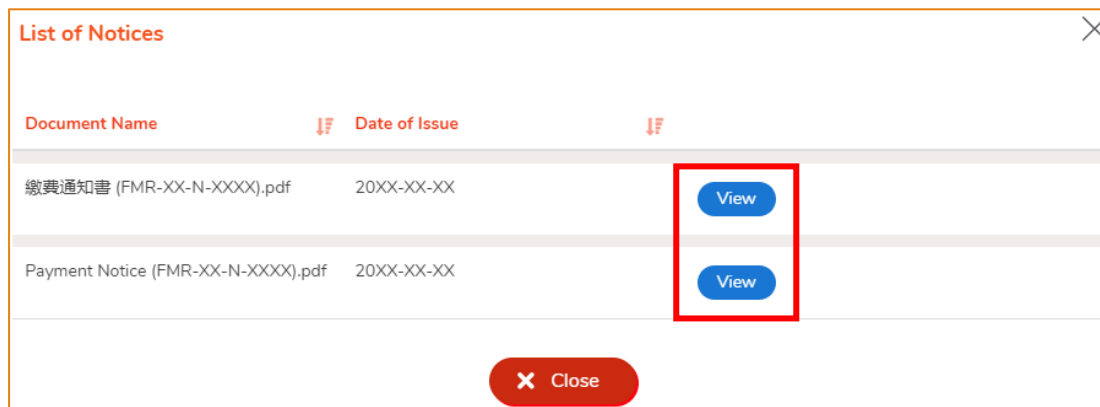 List of Notices
Document Name Date of Issue
繳費通知書 (FMR-XX-N-XXXX).pdf 20XX-XX-XX View
Payment Notice (FMR-XX-N-XXXX).pdf 20XX-XX-XX View
Close